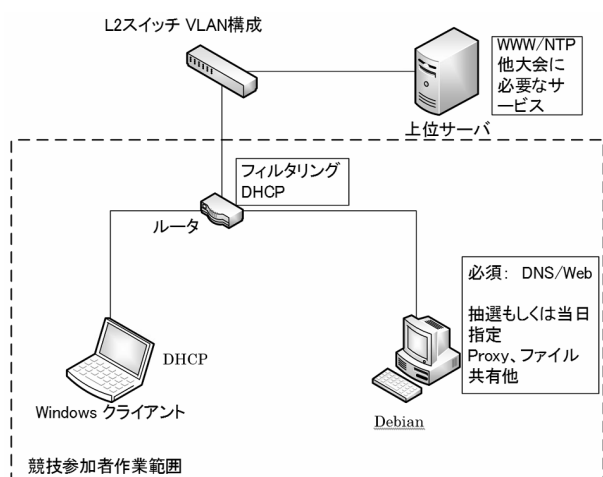 L2スイッチ VLAN構成
WWW/NTP
他大会に
必要なサ
ービス
上位サーバ
フィルタリング
DHCP
ルータ
必須: DNS/Web
抽選もしくは当日
指定
Proxy、ファイル
共有他
DHCP
Windows クライアント
Debian
競技参加者作業範囲